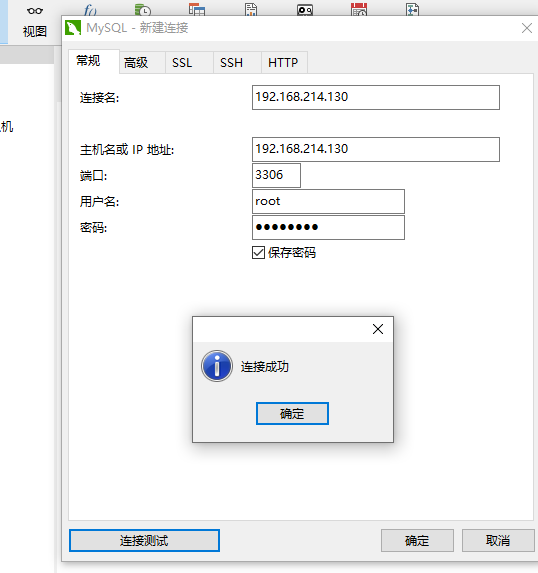 f()
视图
MySQL - 新建连接
常规
高级
SSL
SSH
HTTP
机
连接名:
192.168.214.130
主机名或 IP 地址:
192.168.214.130
端口:
3306
用户名:
root
密码:
●●●●●●●●
保存密码
连接成功
确定
连接测试
确定
取消